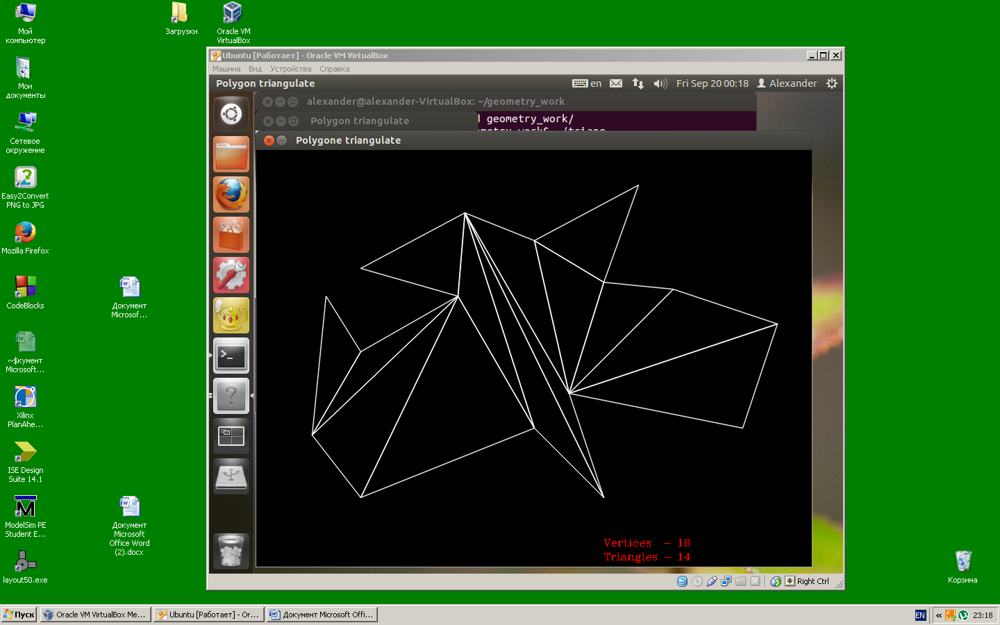 Мой
компьютер
Загрузки
Oracle VM
VirtualBox
Мои
документы
Сетевое
окружение
Easy2Convert
PNG to JPG
Mozilla Firefox
CodeBlocks
Документ
Microsof...
~$кумент
Microsoft...
Xilinx
PlanAhe...
ISE Design
Suite 14.1
ModelSim PE
Student E...
Документ
Microsoft
Office Word
(2).docx
layout50.exe
Корзина
Ubuntu [Работает] - Oracle VM VirtualBox
Машина Вид Устройства Справка
Polygon triangulate
en
Fri Sep 20 00:18
Alexander
alexander@alexander-VirtualBox: ~/geometry_work
geometry_work/
Polygon triangulate
Polygone triangulate
Vertices – 16
Triangles – 14
Right Ctrl
Пуск
Oracle VM VirtualBox Me...
Ubuntu [Работает] - Or...
Документ Microsoft Offi...
EN
23:18